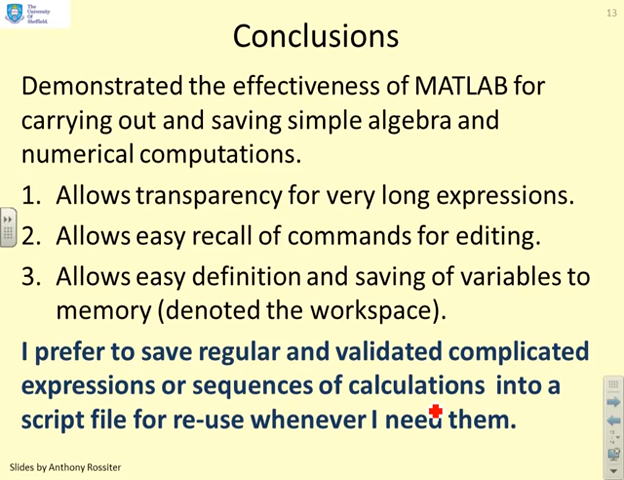 The
University
Of
Sheffield.
13
Conclusions
Demonstrated the effectiveness of MATLAB for
carrying out and saving simple algebra and
numerical computations.
1. Allows transparency for very long expressions.
2. Allows easy recall of commands for editing.
3. Allows easy definition and saving of variables to
memory (denoted the workspace).
I prefer to save regular and validated complicated
expressions or sequences of calculations into a
script file for re-use whenever I need them.
Slides by Anthony Rossiter